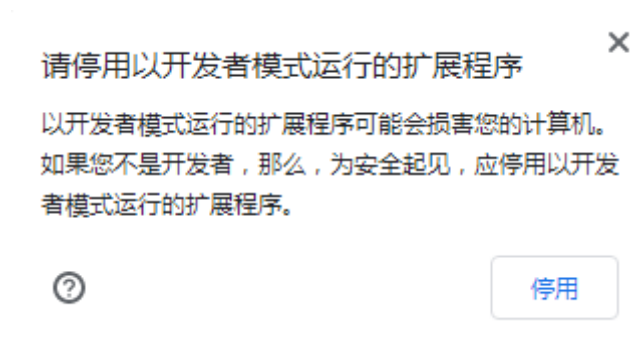 请停用以开发者模式运行的扩展程序
以开发者模式运行的扩展程序可能会损害您的计算机。
如果您不是开发者，那么，为安全起见，应停用以开发
者模式运行的扩展程序。
停用